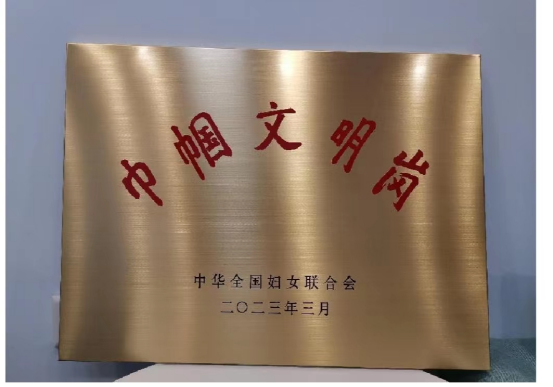 巾帼文明岗
中华全国妇女联合会
二〇二三年三月